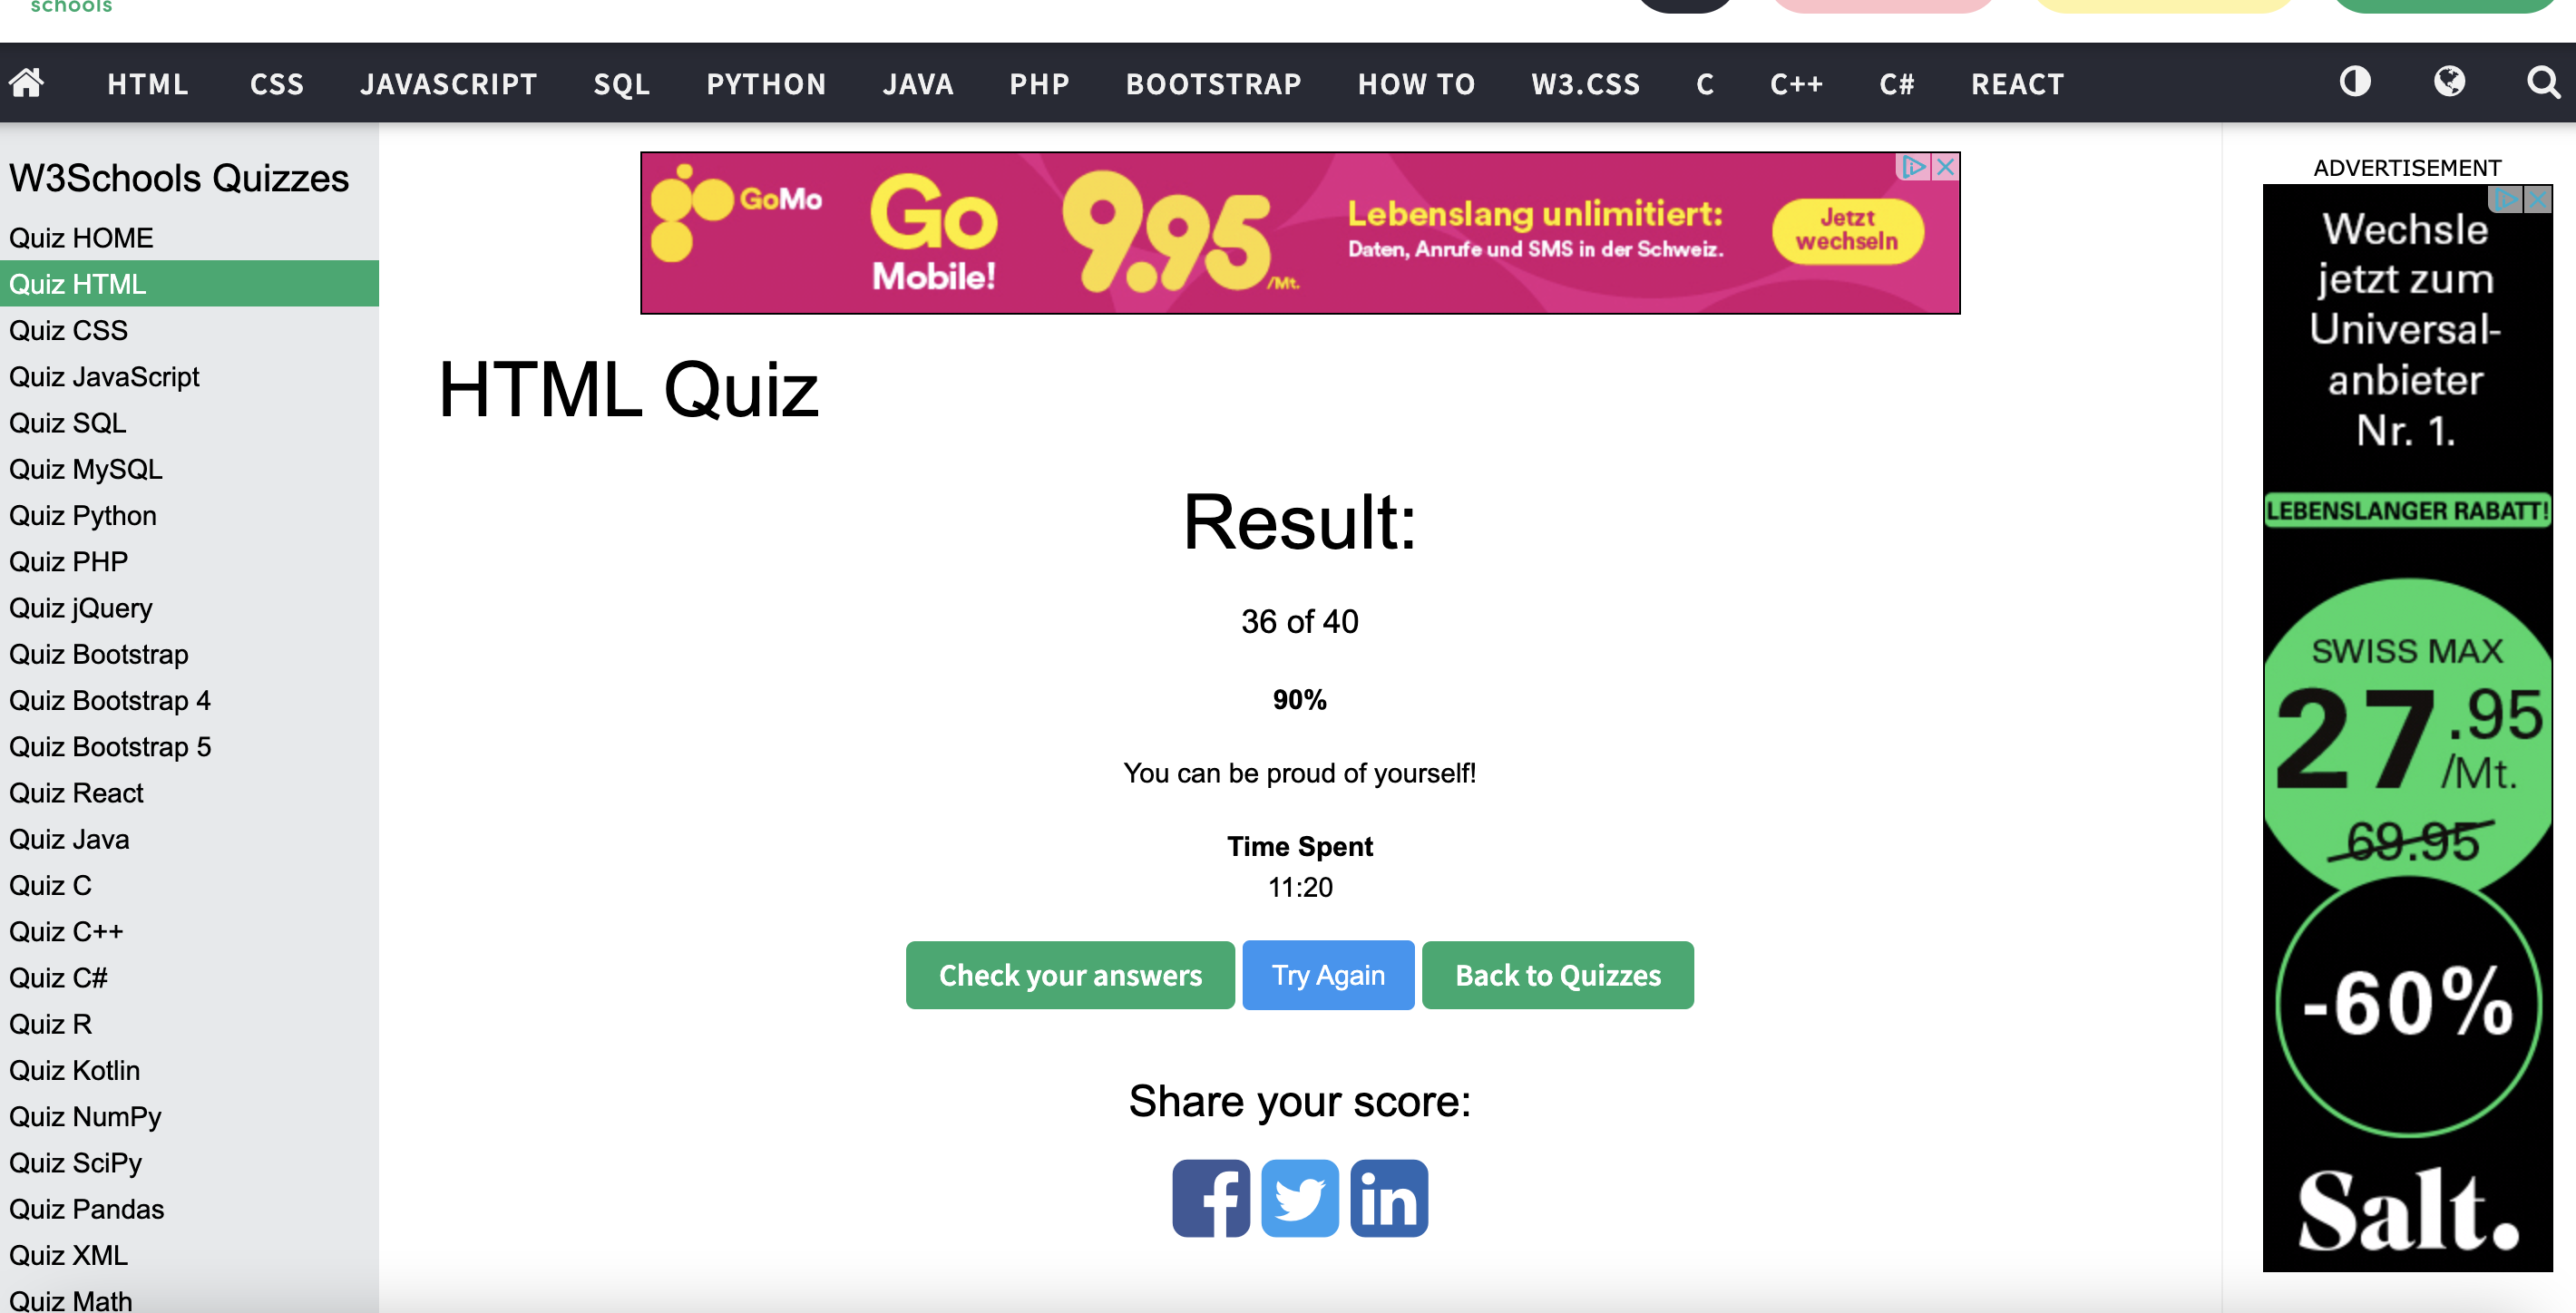 schools
HTML CSS JAVASCRIPT SQL PYTHON JAVA PHP BOOTSTRAP HOW TO W3.CSS C C++ C# REACT
W3Schools Quizzes
Quiz HOME
Quiz HTML
Quiz CSS
Quiz JavaScript
Quiz SQL
Quiz MySQL
Quiz Python
Quiz PHP
Quiz jQuery
Quiz Bootstrap
Quiz Bootstrap 4
Quiz Bootstrap 5
Quiz React
Quiz Java
Quiz C
Quiz C++
Quiz C#
Quiz R
Quiz Kotlin
Quiz NumPy
Quiz SciPy
Quiz Pandas
Quiz XML
Quiz Math
GoMo
Go
Mobile!
9.95/Mt.
Lebenslang unlimitiert:
Daten, Anrufe und SMS in der Schweiz.
Jetzt
wechseln
HTML Quiz
Result:
36 of 40
90%
You can be proud of yourself!
Time Spent
11:20
Check your answers Try Again Back to Quizzes
Share your score:
f in
ADVERTISEMENT
Wechsle
jetzt zum
Universal-
anbieter
Nr. 1.
LEBENSLANGER RABATT!
SWISS MAX
27.95
/Mt.
69.95
-60%
Salt.